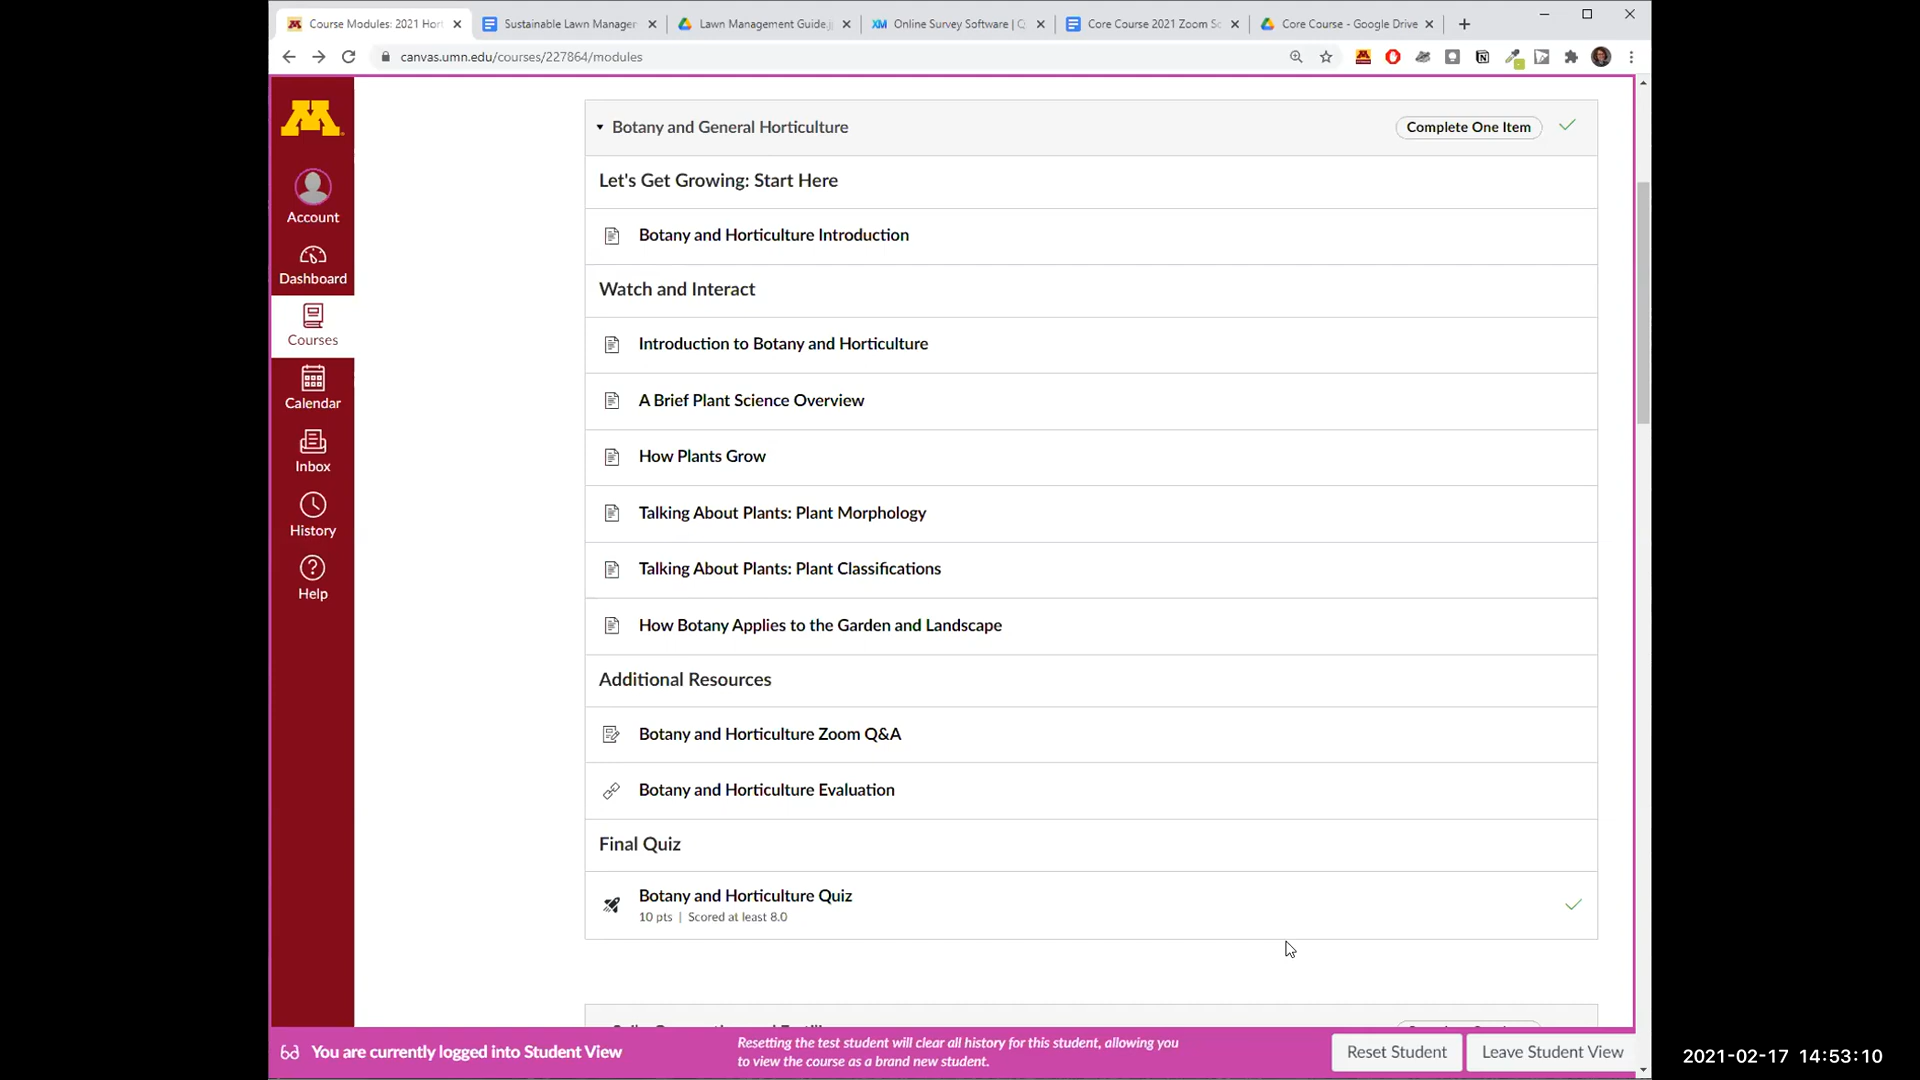 Course Modules: 2021 Hort
Sustainable Lawn Manager
Lawn Management Guide.j
XM Online Survey Software | Q
Core Course 2021 Zoom Sc
Core Course - Google Drive
canvas.umn.edu/courses/227864/modules
M
Account
Dashboard
Courses
Calendar
Inbox
History
Help
Botany and General Horticulture
Complete One Item
Let's Get Growing: Start Here
Botany and Horticulture Introduction
Watch and Interact
Introduction to Botany and Horticulture
A Brief Plant Science Overview
How Plants Grow
Talking About Plants: Plant Morphology
Talking About Plants: Plant Classifications
How Botany Applies to the Garden and Landscape
Additional Resources
Botany and Horticulture Zoom Q&A
Botany and Horticulture Evaluation
Final Quiz
Botany and Horticulture Quiz
10 pts | Scored at least 8.0
You are currently logged into Student View
Resetting the test student will clear all history for this student, allowing you
to view the course as a brand new student.
Reset Student
Leave Student View
2021-02-17 14:53:10